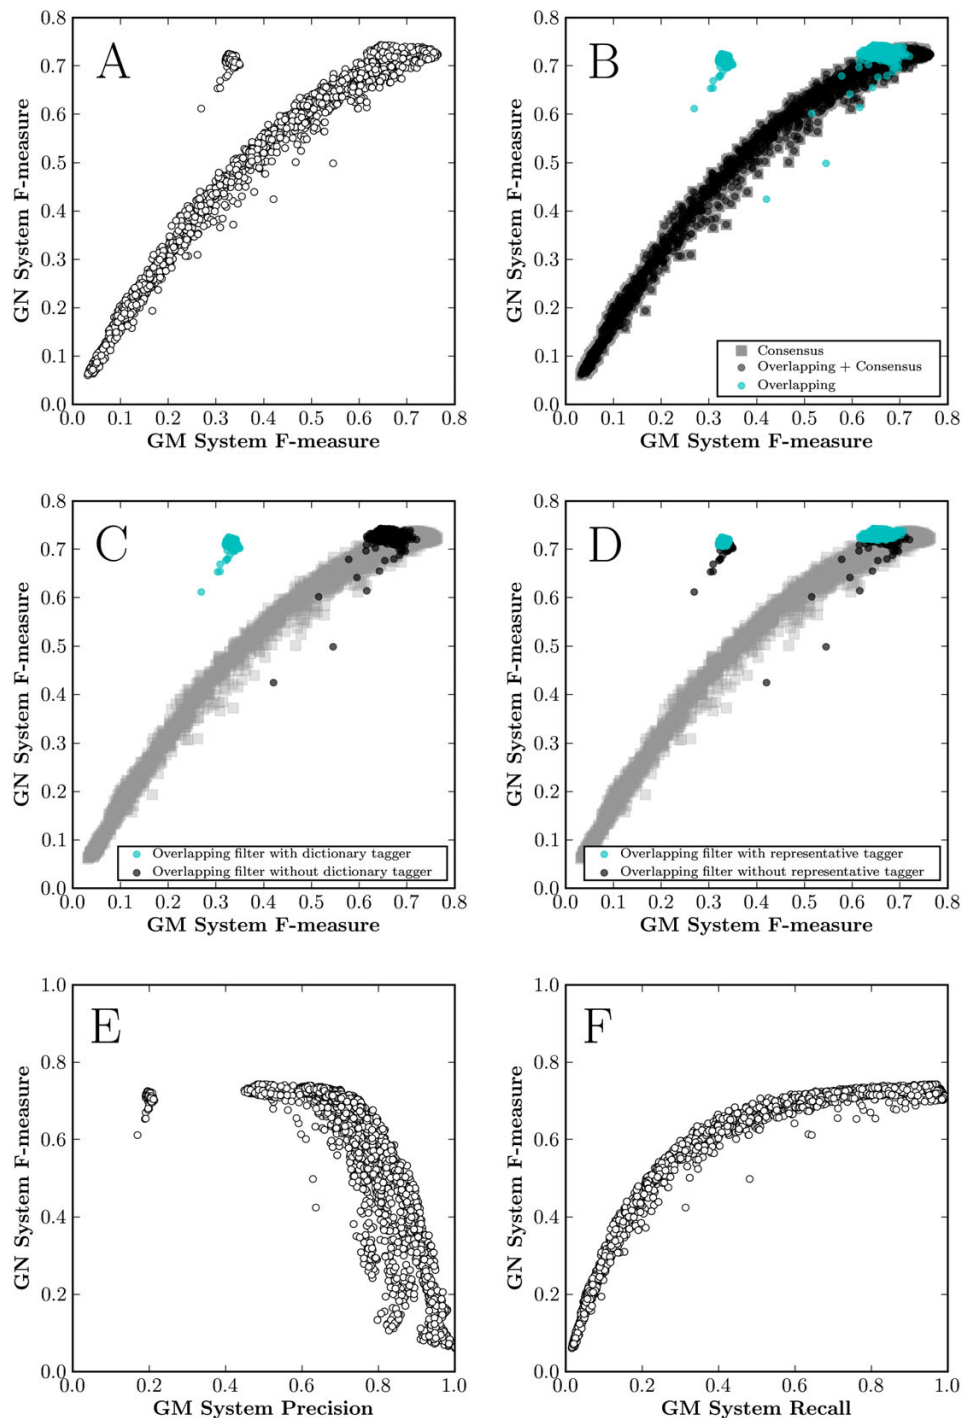 A
GN System F-measure
0.8
0.7
0.6
0.5
0.4
0.3
0.2
0.1
0.0
0.0 0.1 0.2 0.3 0.4 0.5 0.6 0.7 0.8
GM System F-measure
B
GN System F-measure
0.8
0.7
0.6
0.5
0.4
0.3
0.2
0.1
0.0
Consensus
Overlapping + Consensus
Overlapping
0.0 0.1 0.2 0.3 0.4 0.5 0.6 0.7 0.8
GM System F-measure
C
GN System F-measure
0.8
0.7
0.6
0.5
0.4
0.3
0.2
0.1
0.0
Overlapping filter with dictionary tagger
Overlapping filter without dictionary tagger
0.0 0.1 0.2 0.3 0.4 0.5 0.6 0.7 0.8
GM System F-measure
D
GN System F-measure
0.8
0.7
0.6
0.5
0.4
0.3
0.2
0.1
0.0
Overlapping filter with representative tagger
Overlapping filter without representative tagger
0.0 0.1 0.2 0.3 0.4 0.5 0.6 0.7 0.8
GM System F-measure
E
GN System F-measure
1.0
0.8
0.6
0.4
0.2
0.0
0.0 0.2 0.4 0.6 0.8 1.0
GM System Precision
F
GN System F-measure
1.0
0.8
0.6
0.4
0.2
0.0
0.0 0.2 0.4 0.6 0.8 1.0
GM System Recall